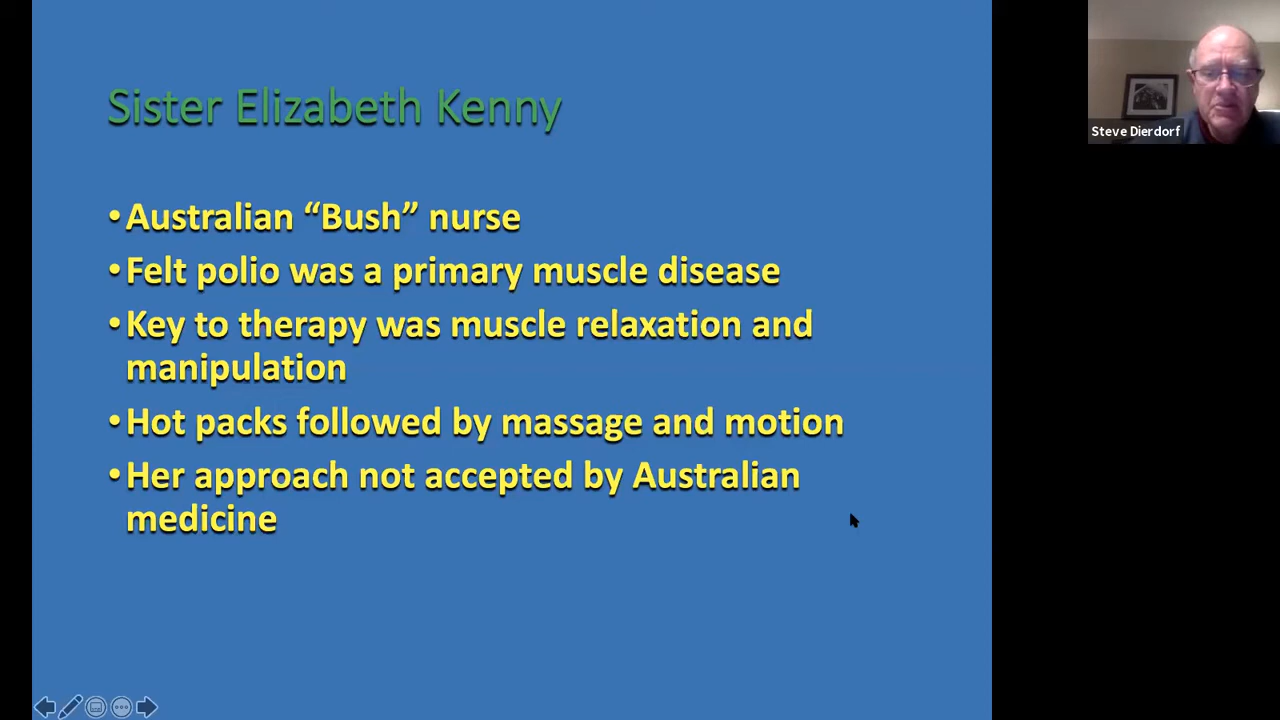 Sister Elizabeth Kenny
•Australian “Bush” nurse
•Felt polio was a primary muscle disease
•Key to therapy was muscle relaxation and
manipulation
•Hot packs followed by massage and motion
•Her approach not accepted by Australian
medicine
Steve Dierdorf